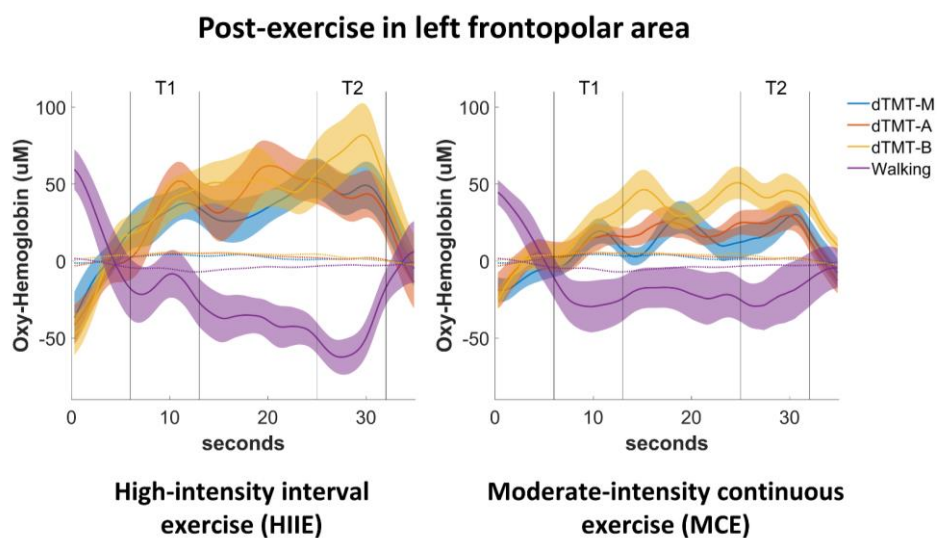 Post-exercise in left frontopolar area
T1 T2
100
50
0
-50
Oxy-Hemoglobin (uM)
0 10 20 30
seconds
High-intensity interval
exercise (HIIE)
T1 T2
100
50
0
-50
Oxy-Hemoglobin (uM)
0 10 20 30
seconds
Moderate-intensity continuous
exercise (MCE)
dTMT-M
dTMT-A
dTMT-B
Walking